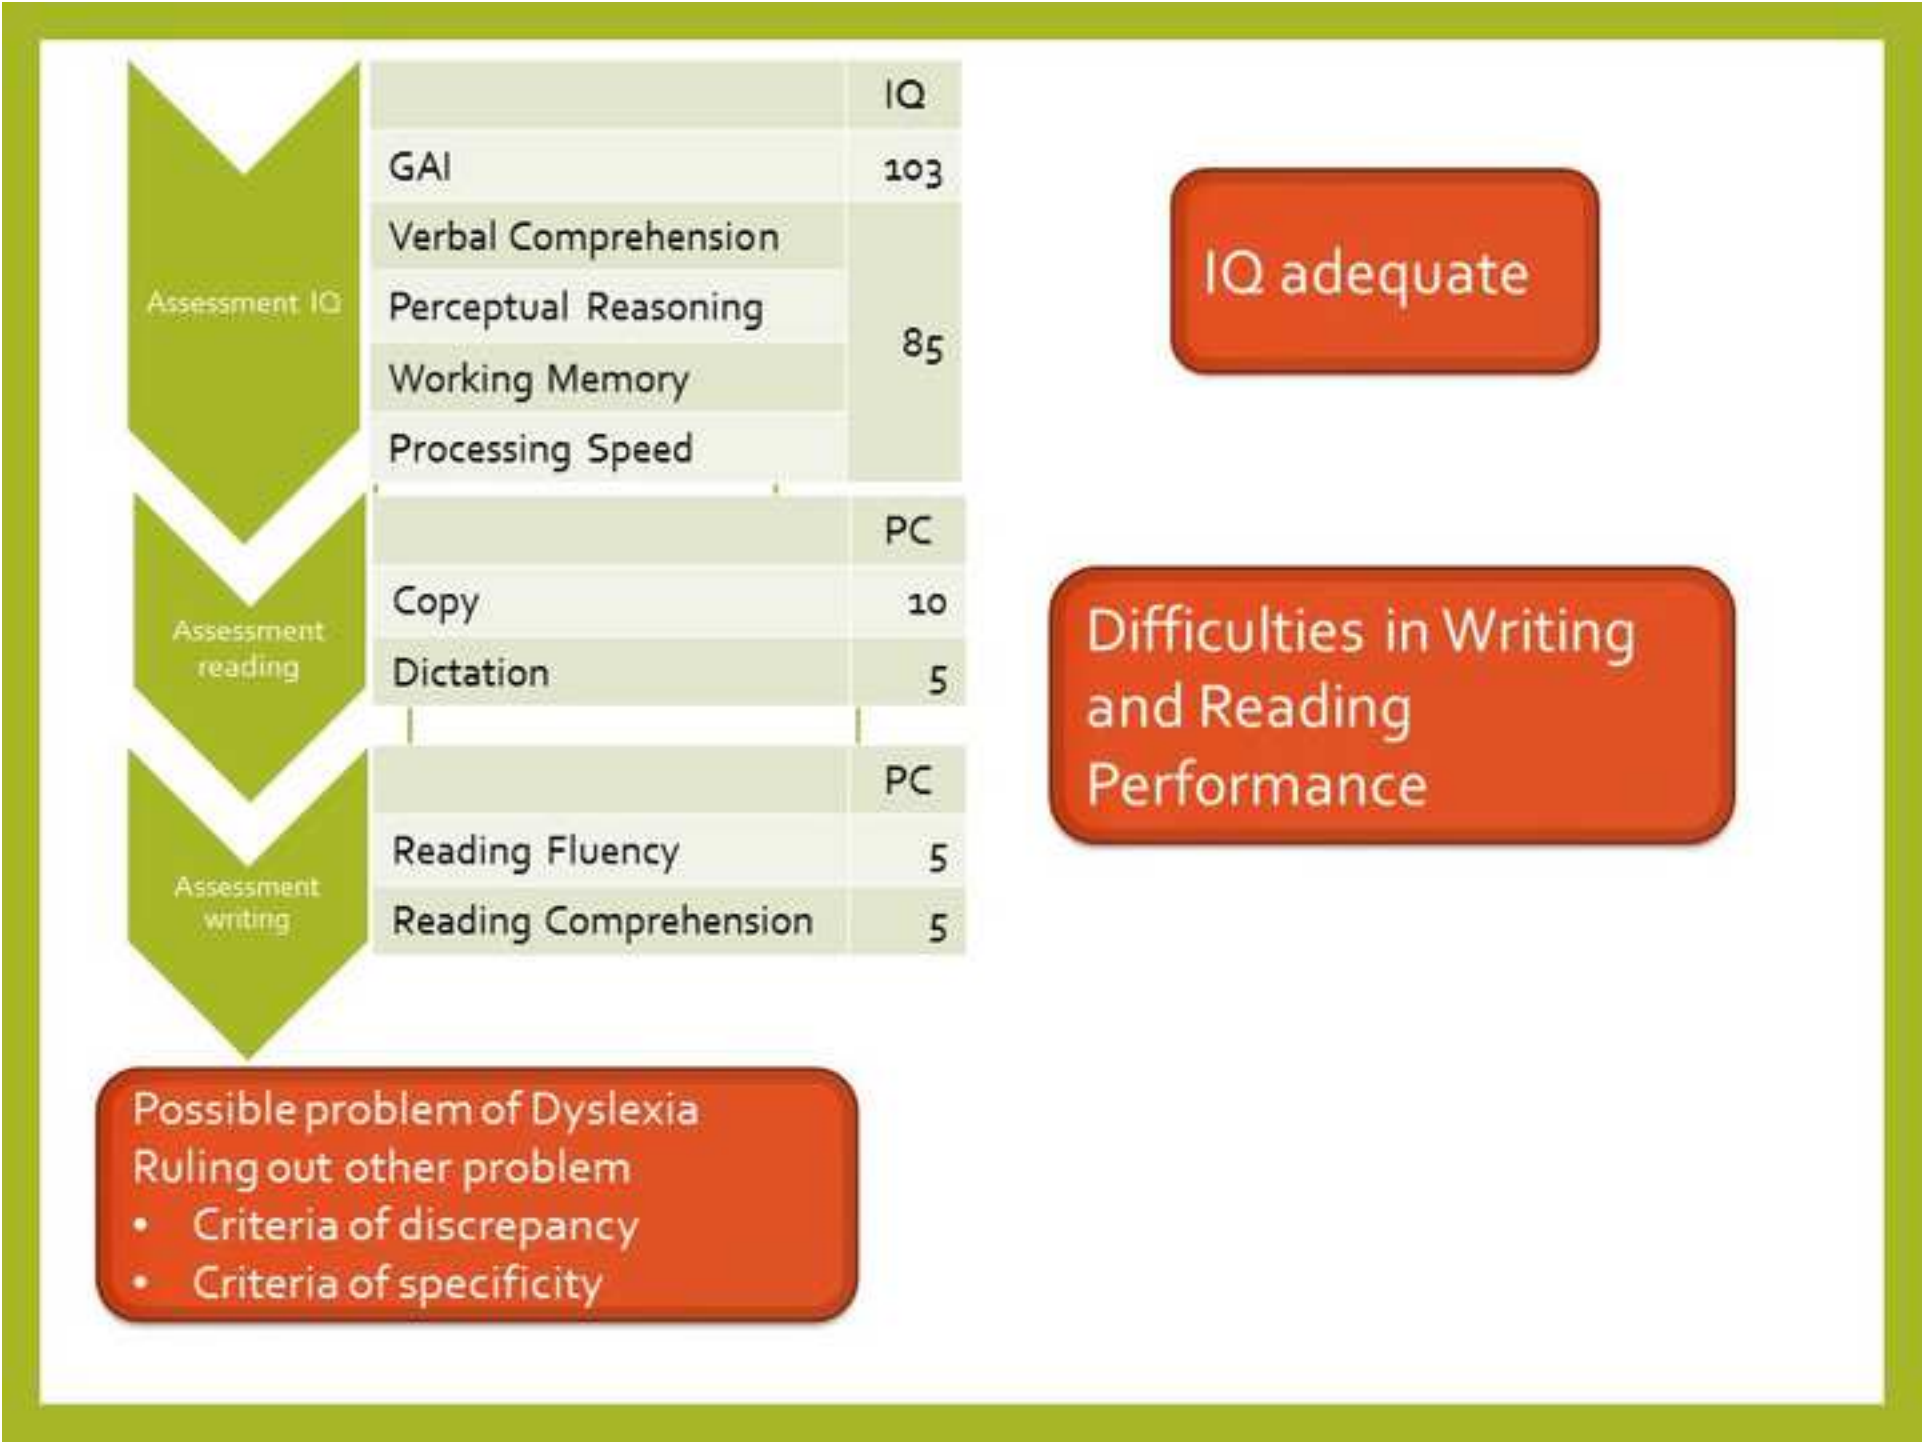 Assessment IQ
IQ
GAI 103
Verbal Comprehension
Perceptual Reasoning
85
Working Memory
Processing Speed
IQ adequate
Assessment
reading
PC
Copy 10
Dictation 5
Difficulties in Writing
and Reading
Performance
Assessment
writing
PC
Reading Fluency 5
Reading Comprehension 5
Possible problem of Dyslexia
Ruling out other problem
• Criteria of discrepancy
• Criteria of specificity